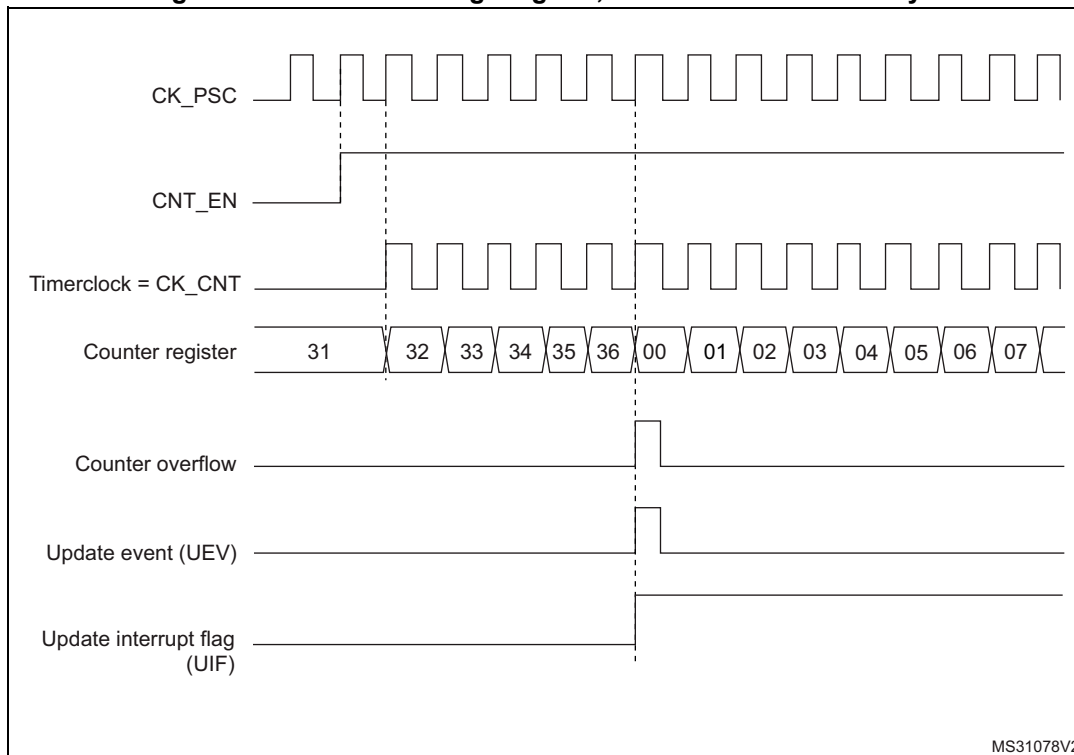 CK_PSC
CNT_EN
Timerclock = CK_CNT
Counter register
31 32 33 34 35 36 00 01 02 03 04 05 06 07
Counter overflow
Update event (UEV)
Update interrupt flag
(UIF)
MS31078V2